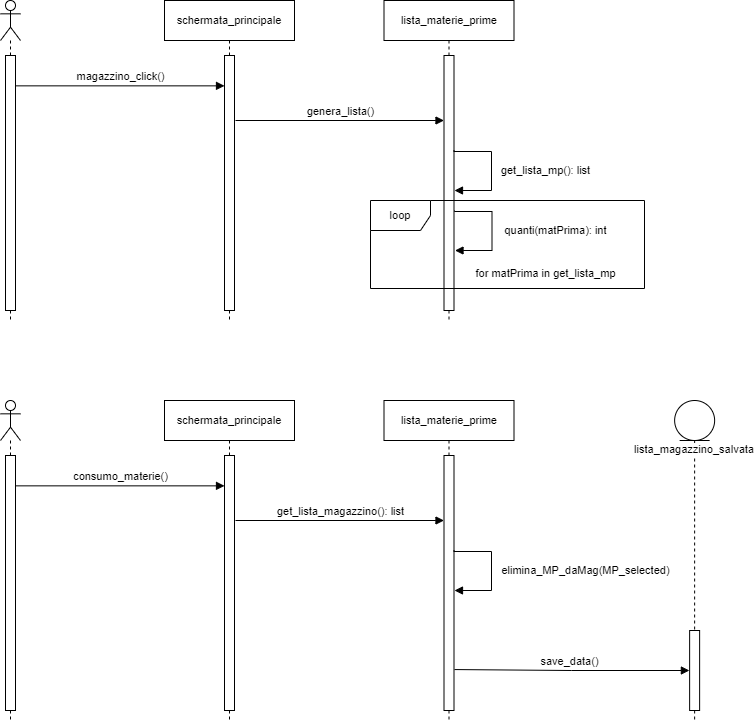 schermata_principale
lista_materie_prime
magazzino_click()
genera_lista()
get_lista_mp(): list
loop
quanti(matPrima): int
for matPrima in get_lista_mp
schermata_principale
lista_materie_prime
lista_magazzino_salvata
consumo_materie()
get_lista_magazzino(): list
elimina_MP_daMag(MP_selected)
save_data()